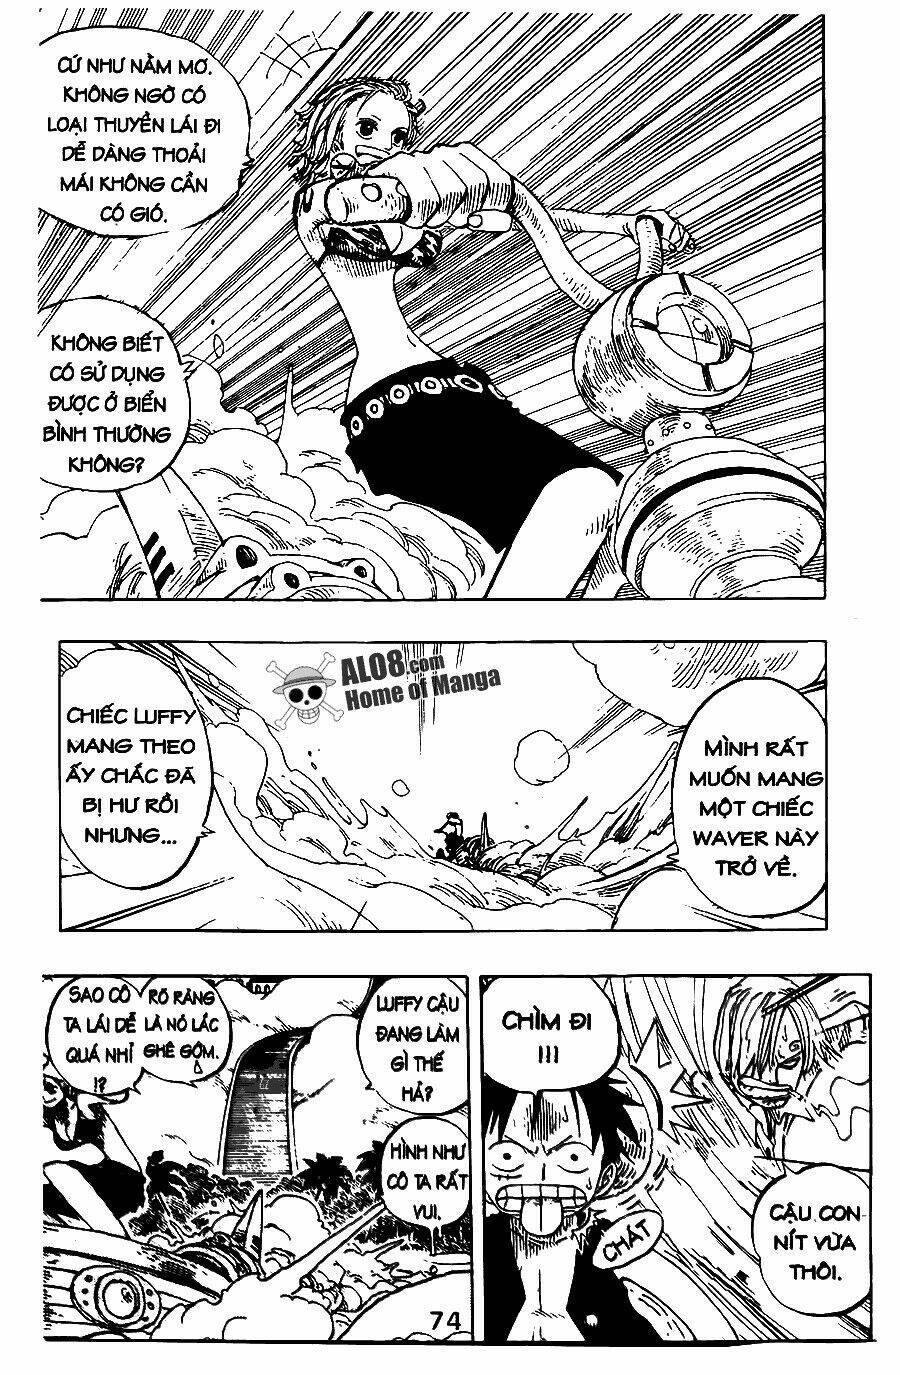 CỨ NHƯ NẰM MƠ.
KHÔNG NGỜ CÓ
LOẠI THUYỀN LÁI ĐI
DỄ DÀNG THOẢI
MÁI KHÔNG CẦN
CÓ GIÓ.
KHÔNG BIẾT
CÓ SỬ DỤNG
ĐƯỢC Ở BIỂN
BÌNH THƯỜNG
KHÔNG?
AL08.com
Home of Manga
CHIẾC LUFFY
MANG THEO
ẤY CHẮC ĐÃ
BỊ HƯ RỒI
NHƯNG...
MÌNH RẤT
MUỐN MANG
MỘT CHIẾC
WAVER NÀY
TRỞ VỀ.
SAO CÔ
TA LÁI DỄ
QUÁ NHỈ
!?
RÕ RÀNG
LÀ NÓ LẮC
GHÊ GỚM.
LUFFY CẬU
ĐANG LÀM
GÌ THẾ
HẢ?
HÌNH NHƯ
CÔ TA RẤT
VUI.
CHÌM ĐI
!!!
CHÁT
CẬU CON
NÍT VỪA
THÔI.
74